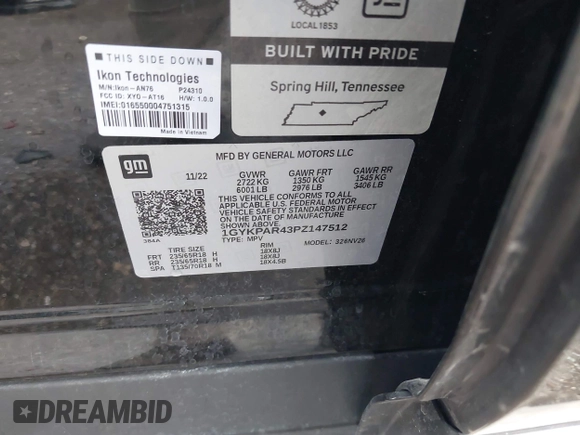 LOCAL 1853
gm
BUILT WITH PRIDE
Spring Hill, Tennessee
THIS SIDE DOWN
Ikon Technologies
M/N:Ikon-AN76 P24310
FCC ID: XYG-AT16 H/W: 1.0.0
IMEI:016550004751315
Made in Vietnam
gm
MFD BY GENERAL MOTORS LLC
11/22 GVWR GAWR FRT GAWR RR
2722 KG 1350 KG 1545 KG
6001 LB 2976 LB 3406 LB
THIS VEHICLE CONFORMS TO ALL
APPLICABLE U.S. FEDERAL MOTOR
VEHICLE SAFETY STANDARDS IN EFFECT
ON THE DATE OF MANUFACTURE
SHOWN ABOVE.
1GYKPAR43PZ147512
TYPE: MPV MODEL: 326NV26
384A
TIRE SIZE RIM
FRT 235/65R18 H 18X8J
RR 235/65R18 H 18X8J
SPA T135/70R18 M 18X4.5B
DREAMBID